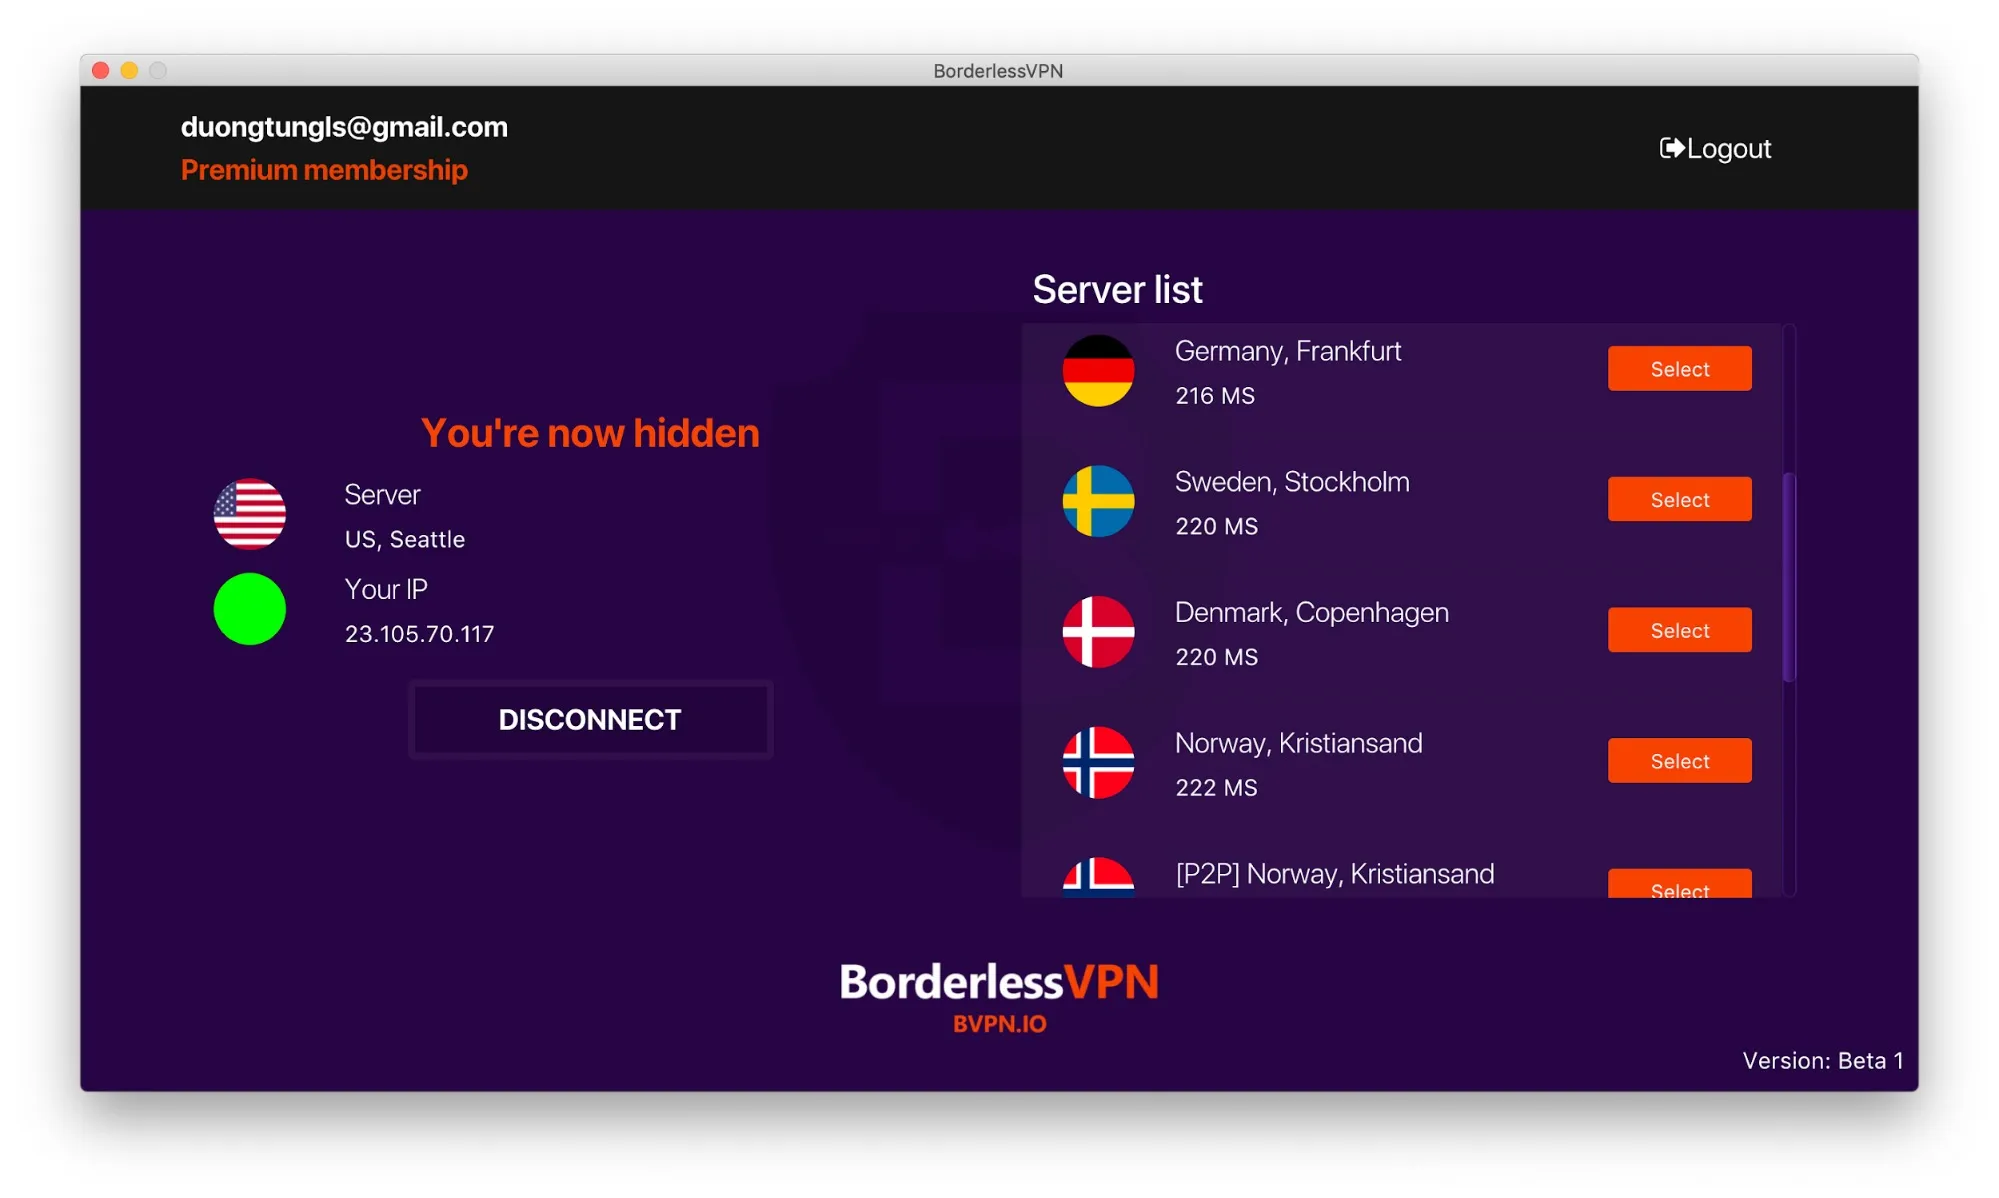 BorderlessVPN
duongtungls@gmail.com
Premium membership
Logout
You're now hidden
Server
US, Seattle
Your IP
23.105.70.117
DISCONNECT
Server list
Germany, Frankfurt
216 MS
Select
Sweden, Stockholm
220 MS
Select
Denmark, Copenhagen
220 MS
Select
Norway, Kristiansand
222 MS
Select
[P2P] Norway, Kristiansand
Select
BorderlessVPN
BVPN.IO
Version: Beta 1